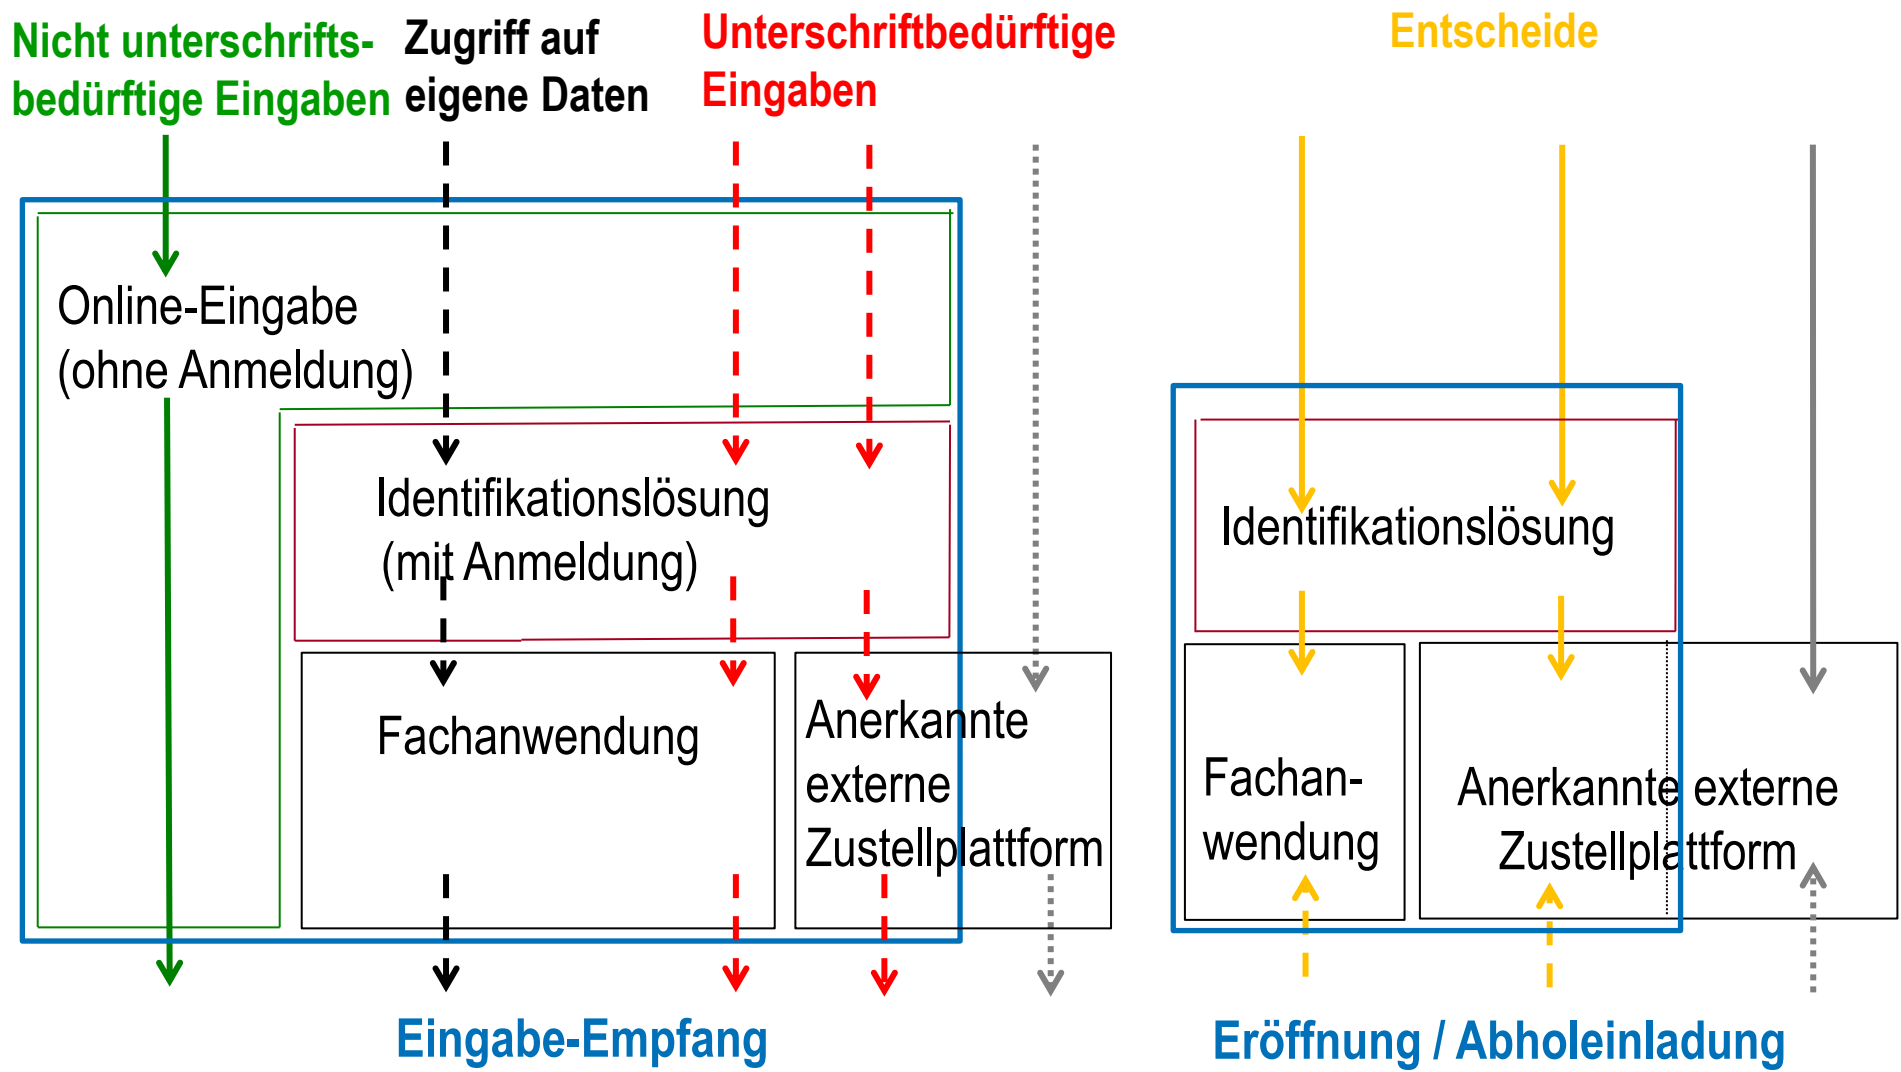 Nicht unterschrifts-
bedürftige Eingaben
Zugriff auf
eigene Daten
Unterschriftbedürftige
Eingaben
Entscheide
Online-Eingabe
(ohne Anmeldung)
Identifikationslösung
(mit Anmeldung)
Fachanwendung
Anerkannte
externe
Zustellplattform
Identifikationslösung
Fachan-
wendung
Anerkannte externe
Zustellplattform
Eingabe-Empfang
Eröffnung / Abholeinladung